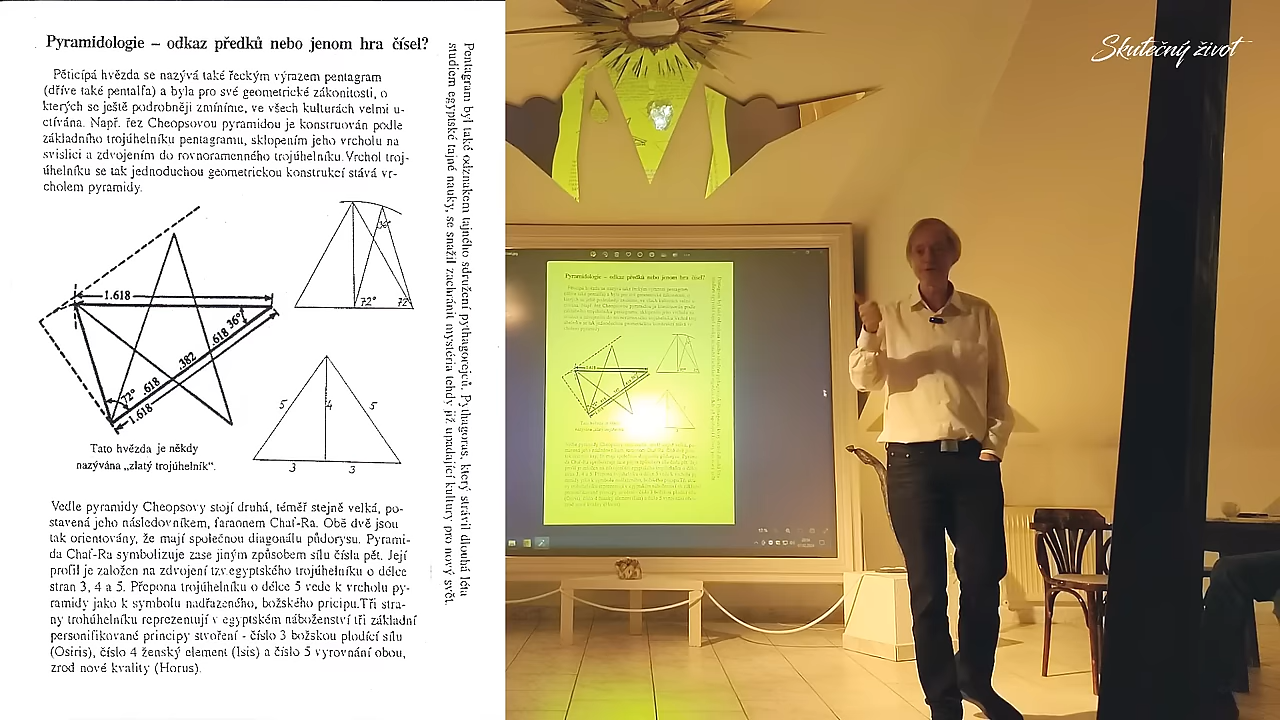 Pyramidologie – odkaz předků nebo jenom hra čísel?
Pěticípá hvězda se nazývá také řeckým výrazem pentagram
(dříve také pentalfa) a byla pro své geometrické zákonitosti, o
kterých se ještě podrobněji zmíníme, ve všech kulturách velmi u-
ctívána. Např. řez Cheopsovou pyramidou je konstruován podle
základního trojúhelníku pentagramu, sklopením jeho vrcholu na
svislici a zdvojením do rovnoramenného trojúhelníku. Vrchol troj-
úhelníku se tak jednoduchou geometrickou konstrukcí stává vr-
cholem pyramidy.
1.618
36°
.618
.382
.618
72°
1.618
36°
72°
72
5
4
5
3
3
Tato hvězda je někdy
nazývána „zlatý trojúhelník“.
Vedle pyramidy Cheopsovy stojí druhá, téměř stejně velká, po-
stavená jeho následovníkem, faraonem Chaf-Ra. Obě dvě jsou
tak orientovány, že mají společnou diagonálu půdorysu. Pyrami-
da Chaf-Ra symbolizuje zase jiným způsobem sílu čísla pět. Její
profil je založen na zdvojení tzv. egyptského trojúhelníku o délce
stran 3, 4 a 5. Přepona trojúhelníku o délce 5 vede k vrcholu py-
ramidy jako k symbolu nadřazeného, božského pricipu. Tři stra-
ny trohúhelníku reprezentují v egyptském náboženství tři základní
personifikované principy stvoření - číslo 3 božskou plodící sílu
(Osiris), číslo 4 ženský element (Isis) a číslo 5 vyrovnání obou,
zrod nové kvality (Horus).
Pentagram byl také odznakem tajného sdružení pythagorejců. Pythagoras, který strávil dlouhá léta
studiem egyptské tajné nauky, se snažil zachránit mystéria tehdy již upadající kultury pro nový svět.
Skutečný život
Pyramidologie – odkaz předků nebo jenom hra čísel?